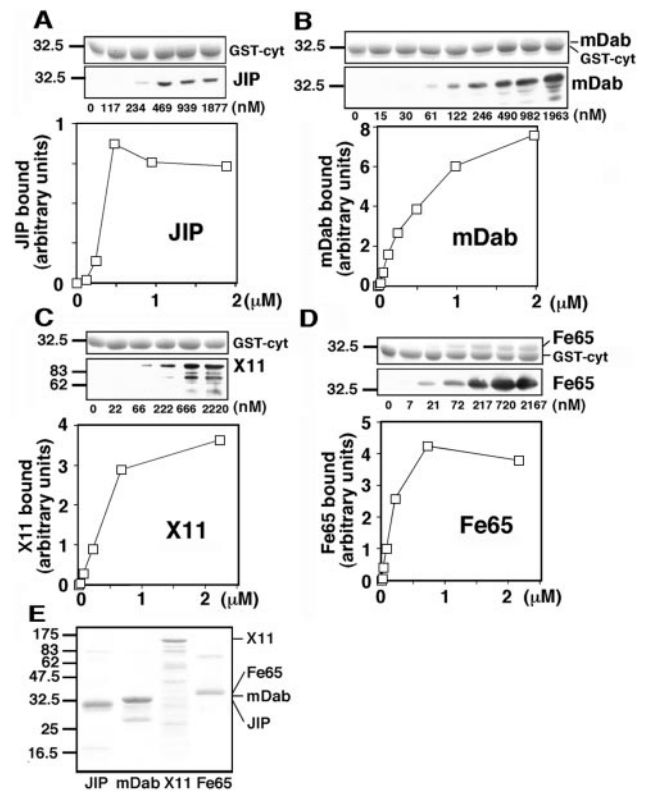 A
32.5
GST-cyt
32.5
JIP
0 117 234 469 939 1877 (nM)
1
0
JIP bound
(arbitrary units)
JIP
0 1 2 (μM)
B
32.5
mDab
GST-cyt
32.5
mDab
0 15 30 61 122 246 490 982 1963 (nM)
8
6
4
2
0
mDab bound
(arbitrary units)
mDab
0 1 2 (μM)
C
32.5
GST-cyt
83
62
X11
0 22 66 222 666 2220 (nM)
4
3
2
1
0
X11 bound
(arbitrary units)
X11
0 1 2 (μM)
D
32.5
Fe65
GST-cyt
32.5
Fe65
0 7 21 72 217 720 2167 (nM)
5
4
3
2
1
0
Fe65 bound
(arbitrary units)
Fe65
0 1 2 (μM)
E
175
83
62
47.5
32.5
25
16.5
X11
Fe65
mDab
JIP
JIP mDab X11 Fe65